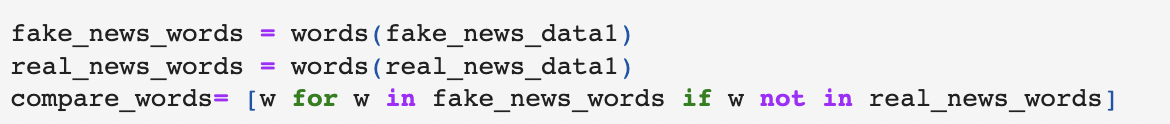 fake_news_words = words(fake_news_data1)
real_news_words = words(real_news_data1)
compare_words= [w for w in fake_news_words if w not in real_news_words]